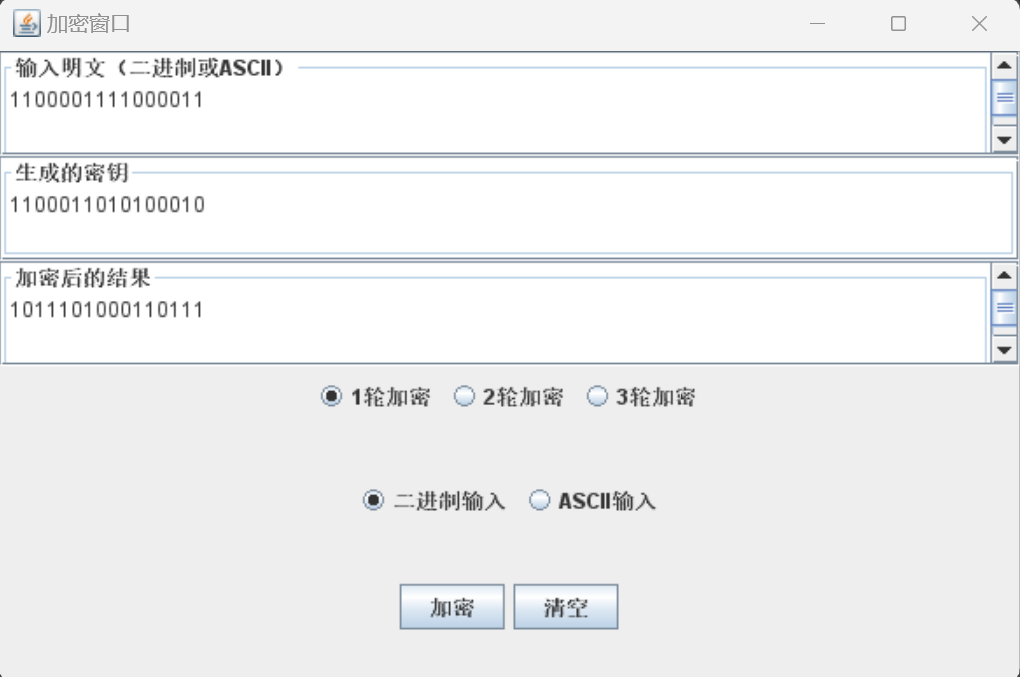 加密窗口
输入明文（二进制或ASCII）
1100001111000011
生成的密钥
1100011010100010
加密后的结果
1011101000110111
1轮加密 2轮加密 3轮加密
二进制输入 ASCII输入
加密 清空